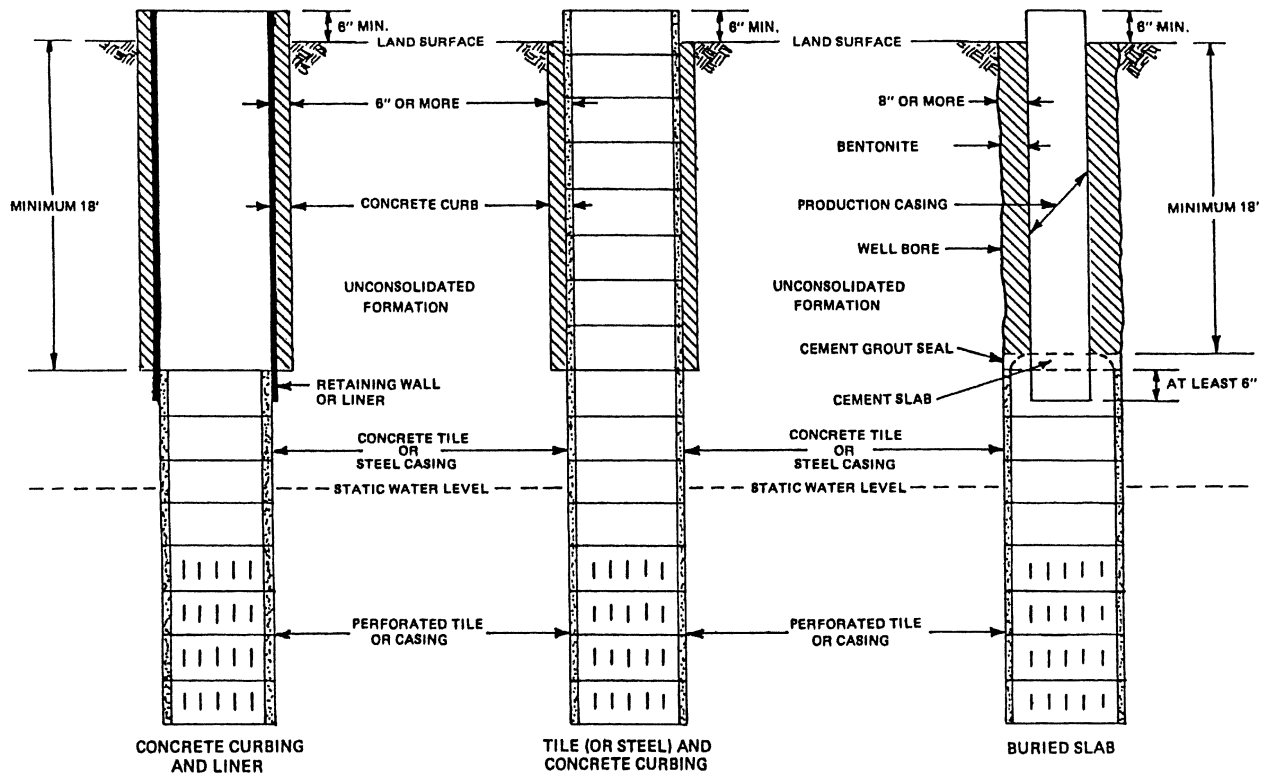 6" MIN.
6" MIN.
6" MIN.
LAND SURFACE
LAND SURFACE
6" OR MORE
8" OR MORE
BENTONITE
MINIMUM 18'
CONCRETE CURB
PRODUCTION CASING
MINIMUM 18'
WELL BORE
UNCONSOLIDATED
FORMATION
UNCONSOLIDATED
FORMATION
CEMENT GROUT SEAL
RETAINING WALL
OR LINER
CEMENT SLAB
AT LEAST 6"
CONCRETE TILE
OR
STEEL CASING
CONCRETE TILE
OR
STEEL CASING
STATIC WATER LEVEL
STATIC WATER LEVEL
PERFORATED TILE
OR CASING
PERFORATED TILE
OR CASING
CONCRETE CURBING
AND LINER
TILE (OR STEEL) AND
CONCRETE CURBING
BURIED SLAB